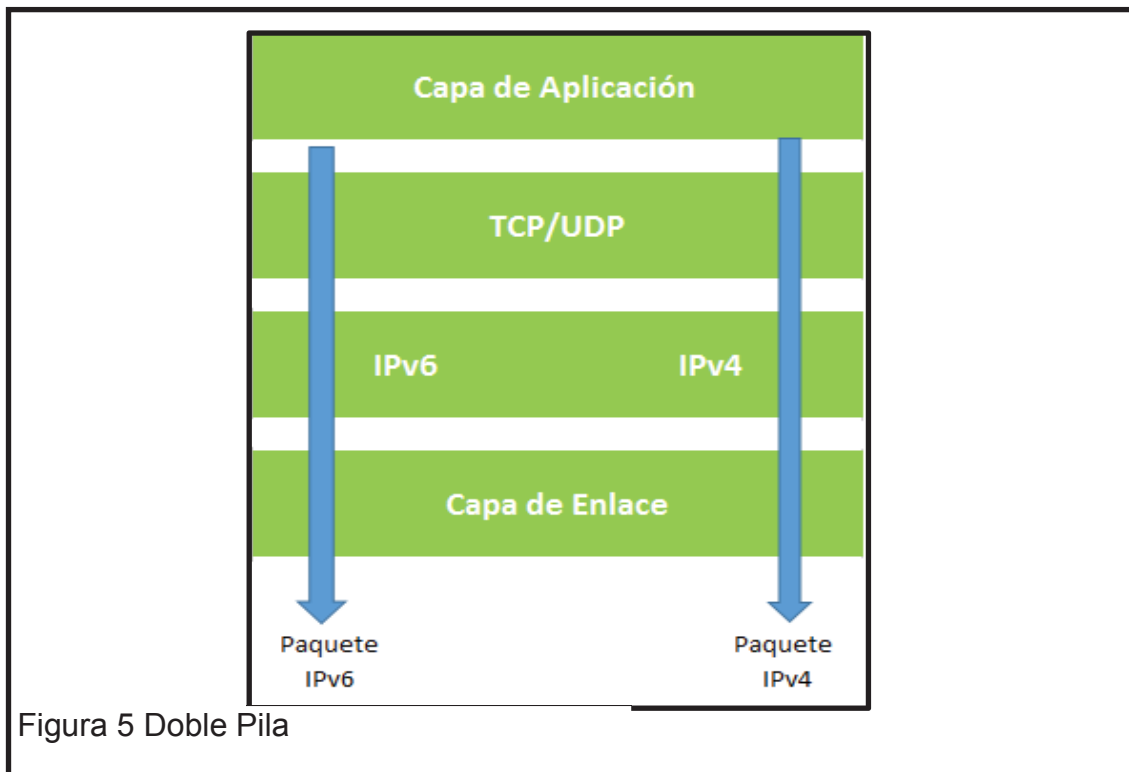 Capa de Aplicación
TCP/UDP
IPv6
IPv4
Capa de Enlace
Paquete
IPv6
Paquete
IPv4
Figura 5 Doble Pila